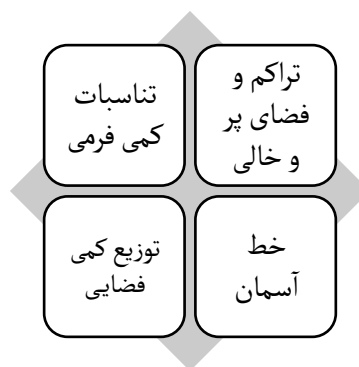 تراکم و
فضای پر
و خالی
تناسبات
کمی فرمی
خط
آسمان
توزیع کمی
فضایی